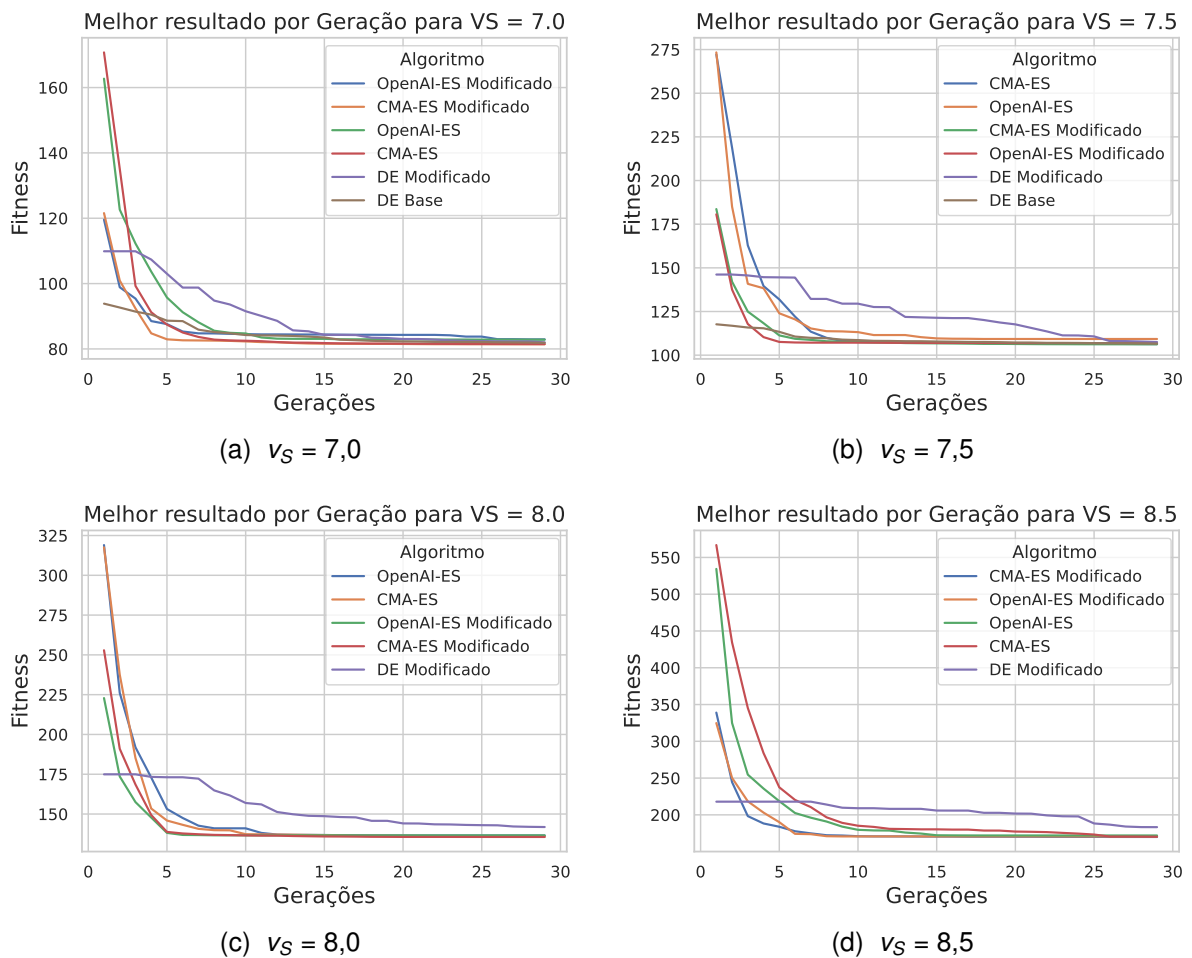 Melhor resultado por Geração para VS = 7.0
Algoritmo
OpenAI-ES Modificado
CMA-ES Modificado
OpenAI-ES
CMA-ES
DE Modificado
DE Base
Fitness
160
140
120
100
80
0 5 10 15 20 25 30
Gerações
(a) vS = 7,0
Melhor resultado por Geração para VS = 7.5
Algoritmo
CMA-ES
OpenAI-ES
CMA-ES Modificado
OpenAI-ES Modificado
DE Modificado
DE Base
Fitness
275
250
225
200
175
150
125
100
0 5 10 15 20 25 30
Gerações
(b) vS = 7,5
Melhor resultado por Geração para VS = 8.0
Algoritmo
OpenAI-ES
CMA-ES
OpenAI-ES Modificado
CMA-ES Modificado
DE Modificado
Fitness
325
300
275
250
225
200
175
150
0 5 10 15 20 25 30
Gerações
(c) vS = 8,0
Melhor resultado por Geração para VS = 8.5
Algoritmo
CMA-ES Modificado
OpenAI-ES Modificado
OpenAI-ES
CMA-ES
DE Modificado
Fitness
550
500
450
400
350
300
250
200
0 5 10 15 20 25 30
Gerações
(d) vS = 8,5